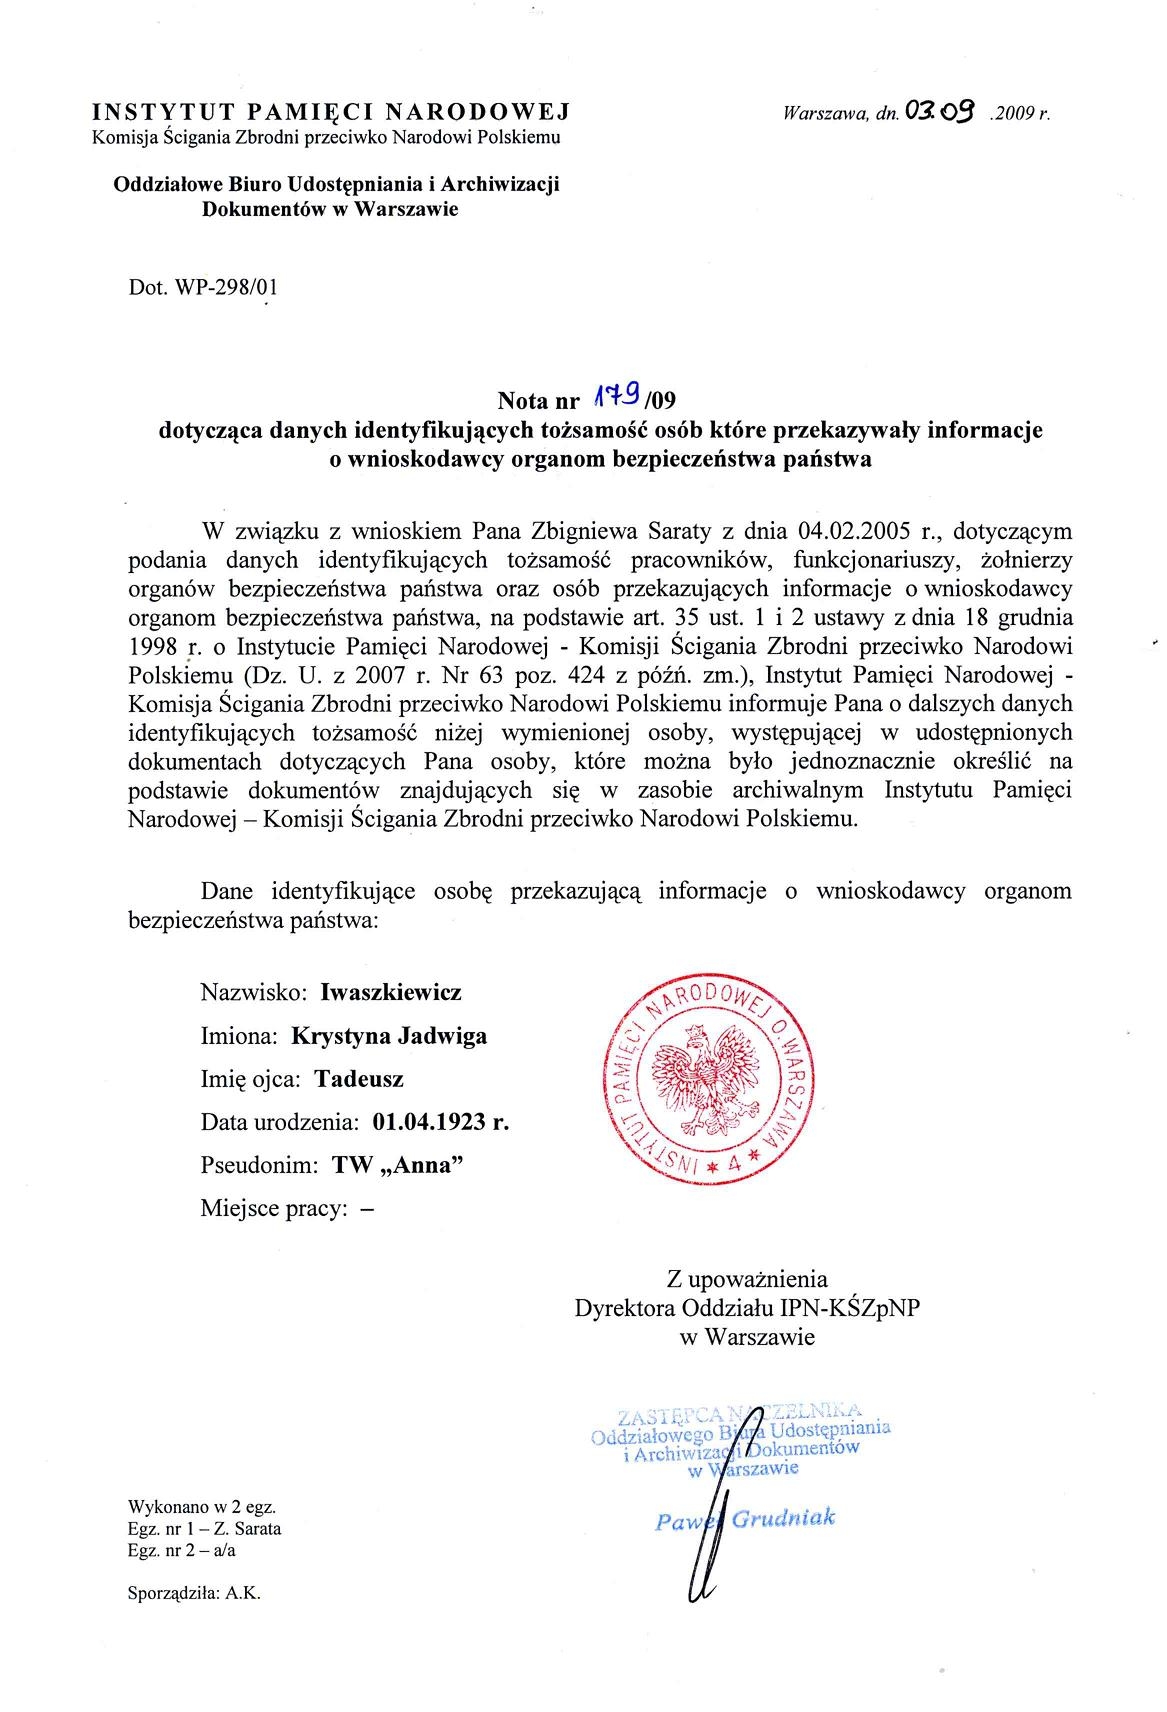 INSTYTUT PAMIĘCI NARODOWEJ
Komisja Ścigania Zbrodni przeciwko Narodowi Polskiemu
Warszawa, dn. 03.09 .2009 r.
Oddziałowe Biuro Udostępniania i Archiwizacji
Dokumentów w Warszawie
Dot. WP-298/01
Nota nr 179/09
dotycząca danych identyfikujących tożsamość osób które przekazywały informacje
o wnioskodawcy organom bezpieczeństwa państwa
W związku z wnioskiem Pana Zbigniewa Saraty z dnia 04.02.2005 r., dotyczącym
podania danych identyfikujących tożsamość pracowników, funkcjonariuszy, żołnierzy
organów bezpieczeństwa państwa oraz osób przekazujących informacje o wnioskodawcy
organom bezpieczeństwa państwa, na podstawie art. 35 ust. 1 i 2 ustawy z dnia 18 grudnia
1998 r. o Instytucie Pamięci Narodowej - Komisji Ścigania Zbrodni przeciwko Narodowi
Polskiemu (Dz. U. z 2007 r. Nr 63 poz. 424 z późń. zm.), Instytut Pamięci Narodowej -
Komisja Ścigania Zbrodni przeciwko Narodowi Polskiemu informuje Pana o dalszych danych
identyfikujących tożsamość niżej wymienionej osoby, występującej w udostępnionych
dokumentach dotyczących Pana osoby, które można było jednoznacznie określić na
podstawie dokumentów znajdujących się w zasobie archiwalnym Instytutu Pamięci
Narodowej – Komisji Ścigania Zbrodni przeciwko Narodowi Polskiemu.
Dane identyfikujące osobę przekazującą informacje o wnioskodawcy organom
bezpieczeństwa państwa:
Nazwisko: Iwaszkiewicz
Imiona: Krystyna Jadwiga
Imię ojca: Tadeusz
Data urodzenia: 01.04.1923 r.
Pseudonim: TW „Anna”
Miejsce pracy: –
INSTYTUT PAMIĘCI NARODOWEJ O. WARSZAWA * 4 *
Z upoważnienia
Dyrektora Oddziału IPN-KŚZpNP
w Warszawie
ZASTĘPCA NACZELNIKA
Oddziałowego Biura Udostępniania
i Archiwizacji Dokumentów
w Warszawie
Paweł Grudniak
Wykonano w 2 egz.
Egz. nr 1 – Z. Sarata
Egz. nr 2 – a/a
Sporządziła: A.K.